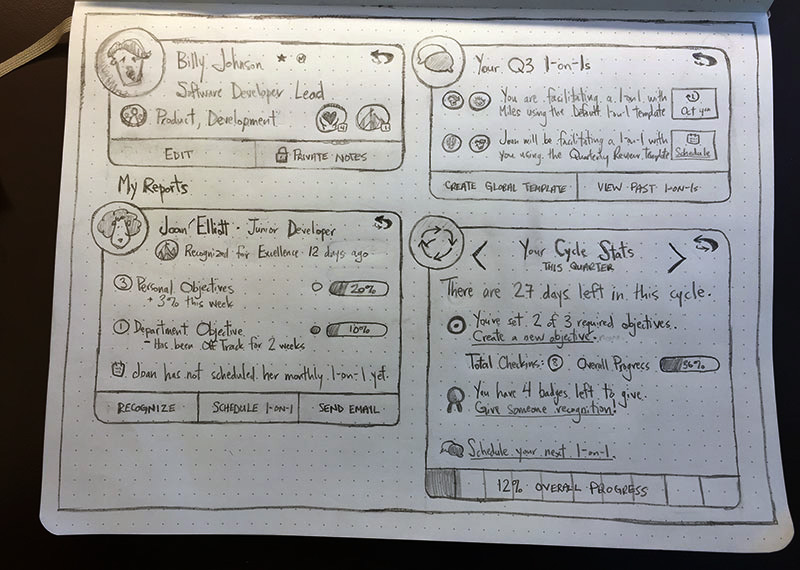 Billy Johnson
Software Developer Lead
Product, Development
EDIT
PRIVATE NOTES
My Reports
Joan Elliott · Junior Developer
Recognized for Excellence · 12 days ago
3 Personal Objectives
20%
+ 3% this week
1 Department Objective
10%
- Has been Off Track for 2 weeks
Joan has not scheduled her monthly 1-on-1 yet.
RECOGNIZE
SCHEDULE 1-ON-1
SEND EMAIL
Your Q3 1-on-1s
You are facilitating a 1-on-1 with
Miles using the Default 1-on-1 template
Oct 4th
Joan will be facilitating a 1-on-1 with
you using the Quarterly Review Template
Schedule
CREATE GLOBAL TEMPLATE
VIEW PAST 1-ON-1s
< Your Cycle Stats >
THIS QUARTER
There are 27 days left in this cycle.
You've set 2 of 3 required objectives.
Create a new objective.
Total Checkins: 8 Overall Progress
36%
You have 4 badges left to give.
Give someone recognition!
Schedule your next 1-on-1.
12% OVERALL PROGRESS